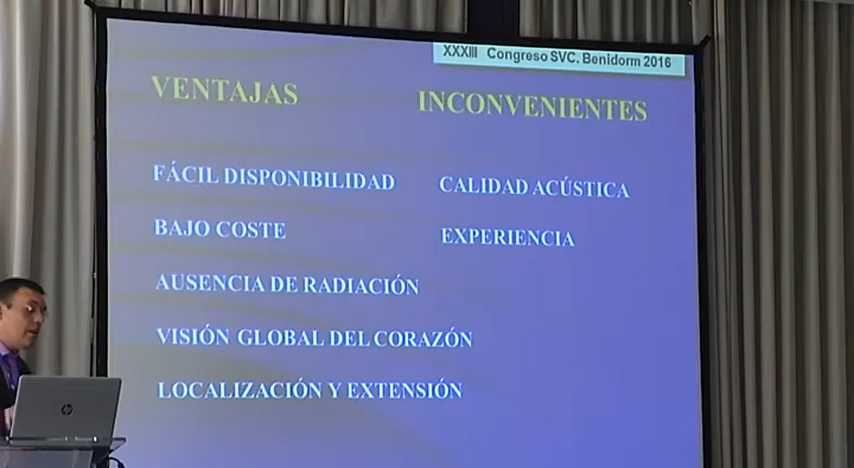 XXXIII Congreso SVC. Benidorm 2016
VENTAJAS INCONVENIENTES
FÁCIL DISPONIBILIDAD CALIDAD ACÚSTICA
BAJO COSTE EXPERIENCIA
AUSENCIA DE RADIACIÓN
VISIÓN GLOBAL DEL CORAZÓN
LOCALIZACIÓN Y EXTENSIÓN
hp